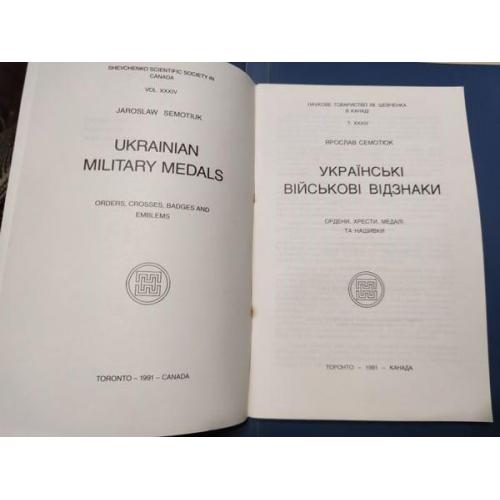 SHEVCHENKO SCIENTIFIC SOCIETY IN
CANADA
VOL. XXXIV
JAROSLAW SEMOTIUK
UKRAINIAN
MILITARY MEDALS
ORDERS, CROSSES, BADGES AND
EMBLEMS
TORONTO – 1991 – CANADA
НАУКОВЕ ТОВАРИСТВО ІМ. ШЕВЧЕНКА
В КАНАДІ
Т. XXXIV
ЯРОСЛАВ СЕМОТЮК
УКРАЇНСЬКІ
ВІЙСЬКОВІ ВІДЗНАКИ
ОРДЕНИ, ХРЕСТИ, МЕДАЛІ
ТА НАШИВКИ
ТОРОНТО – 1991 – КАНАДА